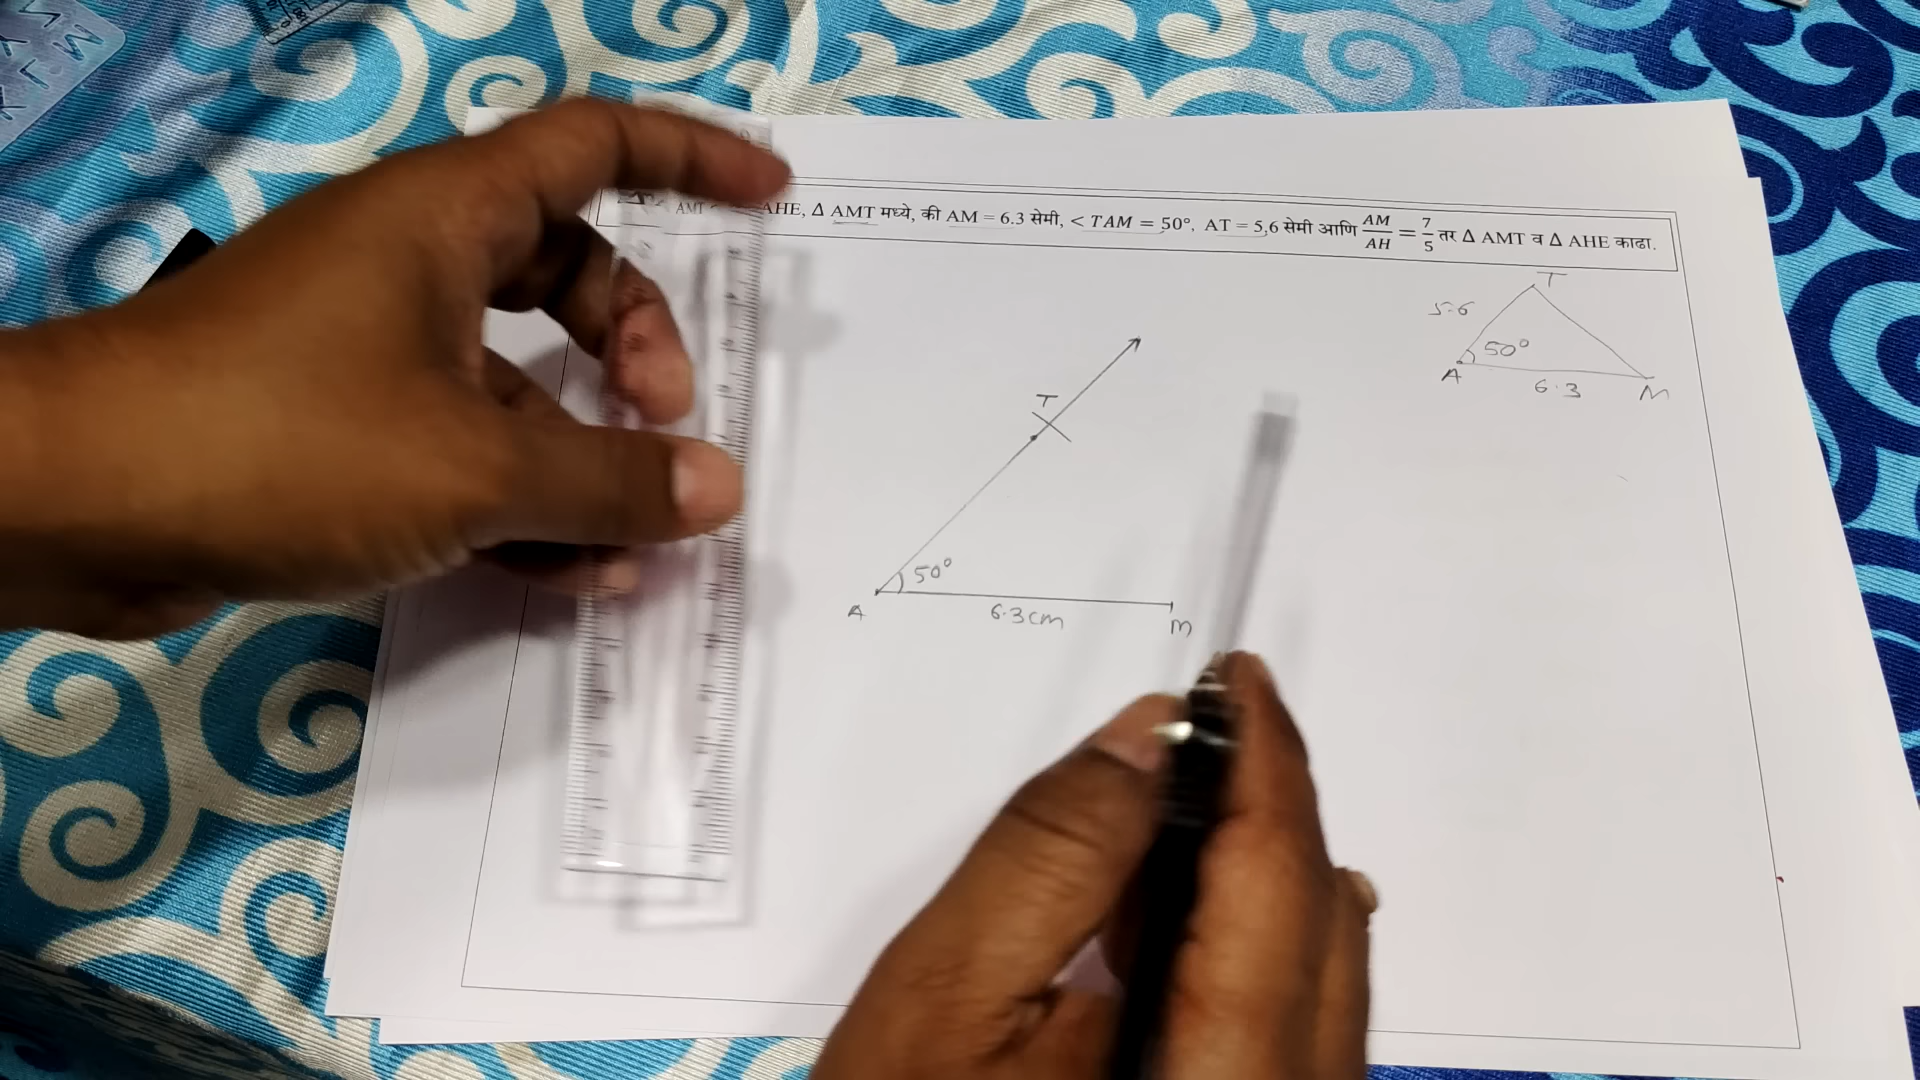 AMT AHE, Δ AMT मध्ये, की AM = 6.3 सेमी, < TAM = 50°, AT = 5,6 सेमी आणि AM/AH = 7/5 तर Δ AMT व Δ AHE काढा.
T
5.6
50°
A
6.3
M
T
50°
A
6.3cm
M